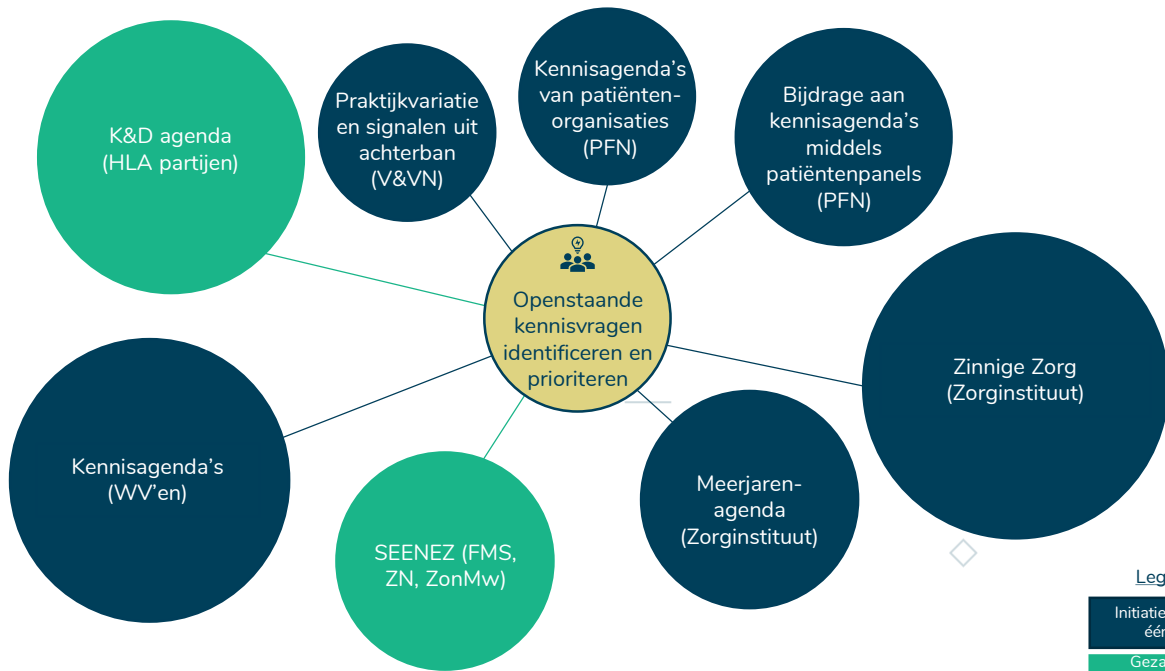 K&D agenda
(HLA partijen)
Praktijkvariatie
en signalen uit
achterban
(V&VN)
Kennisagenda's
van patiënten-
organisaties
(PFN)
Bijdrage aan
kennisagenda's
middels
patiëntenpanels
(PFN)
Openstaande
kennisvragen
identificeren en
prioriteren
Zinnige Zorg
(Zorginstituut)
Kennisagenda's
(WV'en)
SEENEZ (FMS,
ZN, ZonMw)
Meerjaren-
agenda
(Zorginstituut)
Leg
Initiatie
één
Geza